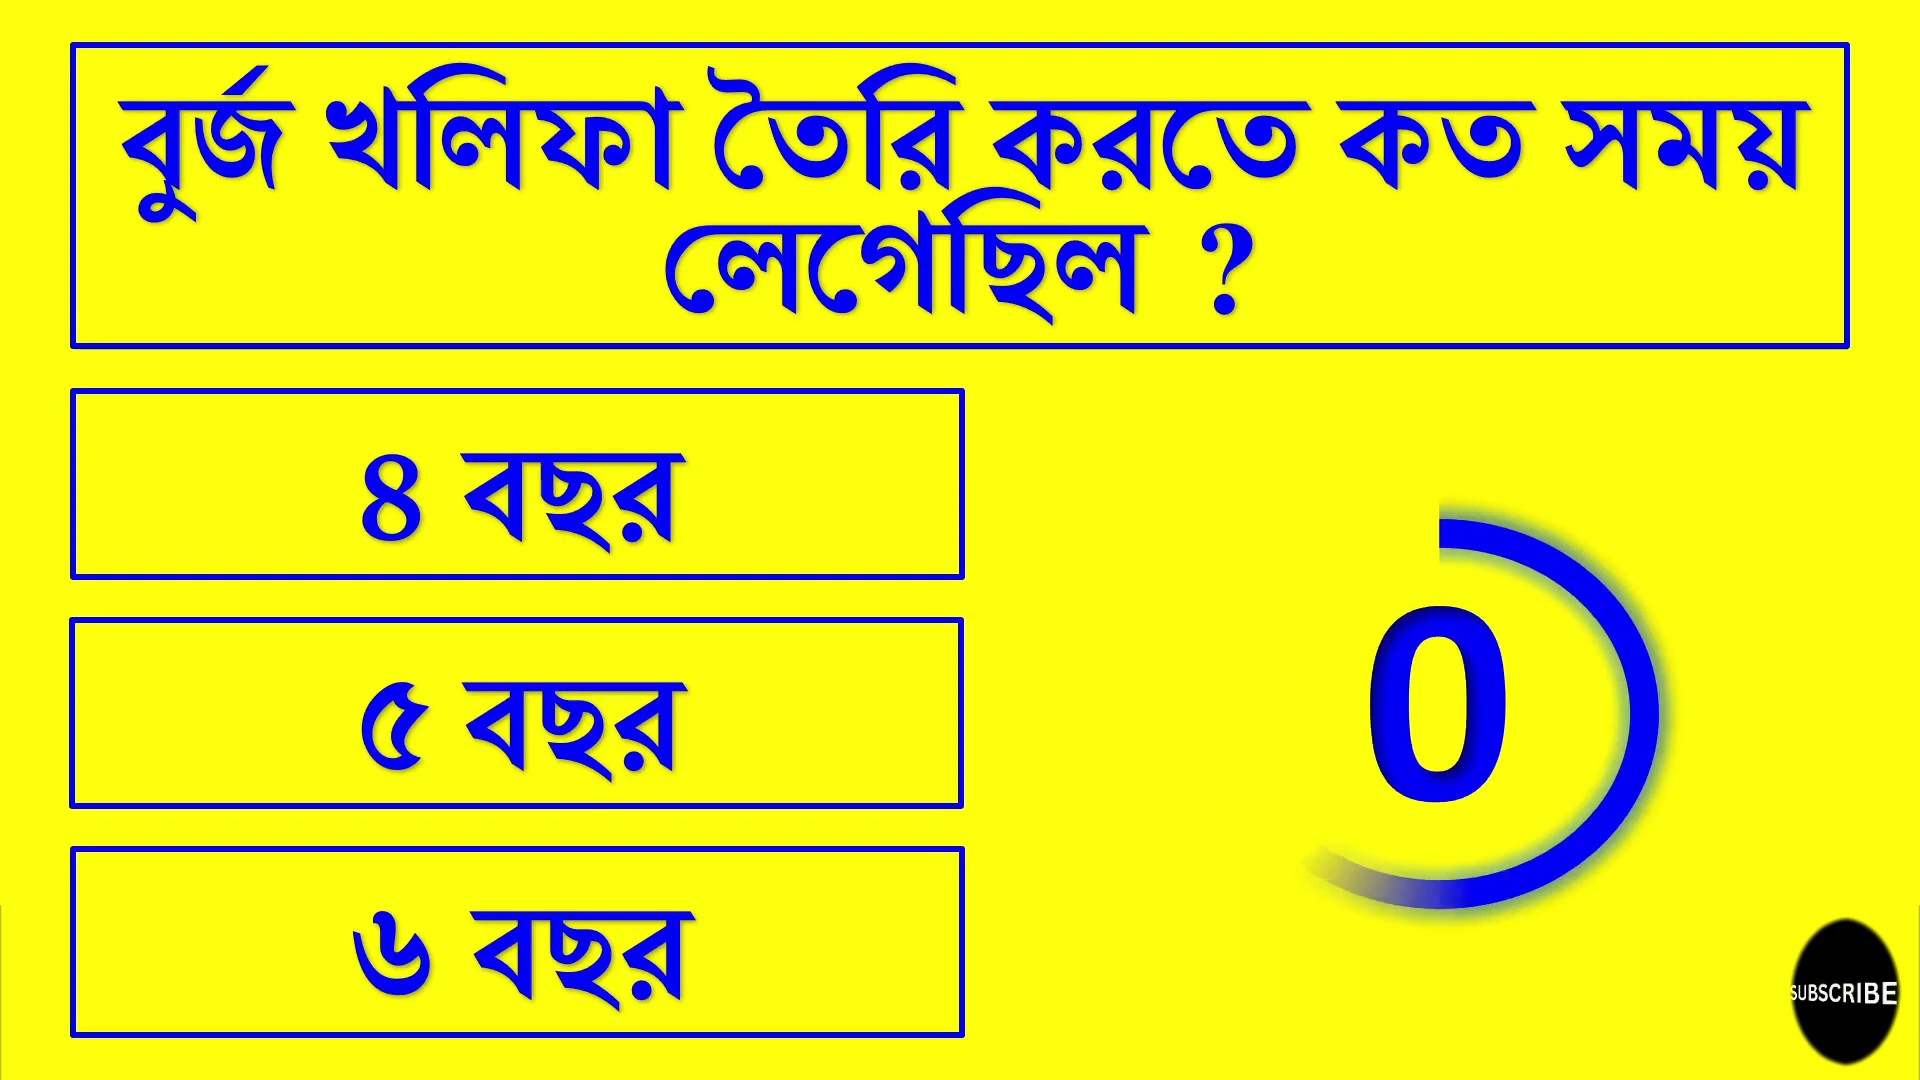 বুর্জ খলিফা তৈরি করতে কত সময়
লেগেছিল ?
৪ বছর
৫ বছর
0
৬ বছর
SUBSCRIBE